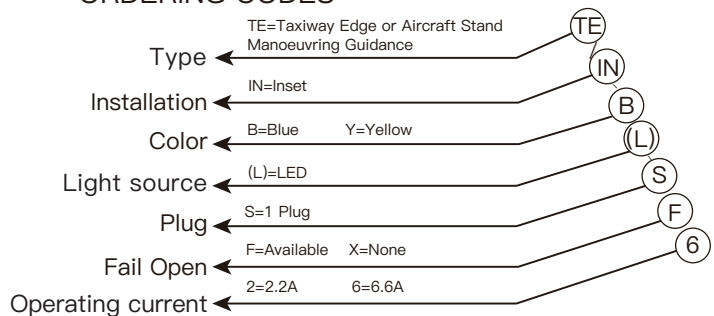 TE=Taxiway Edge or Aircraft Stand
Manoeuvring Guidance
TE
Type
IN=Inset
IN
Installation
B=Blue Y=Yellow
B
Color
(L)=LED
(L)
Light source
S=1 Plug
S
Plug
F=Available X=None
F
Fail Open
2=2.2A 6=6.6A
6
Operating current